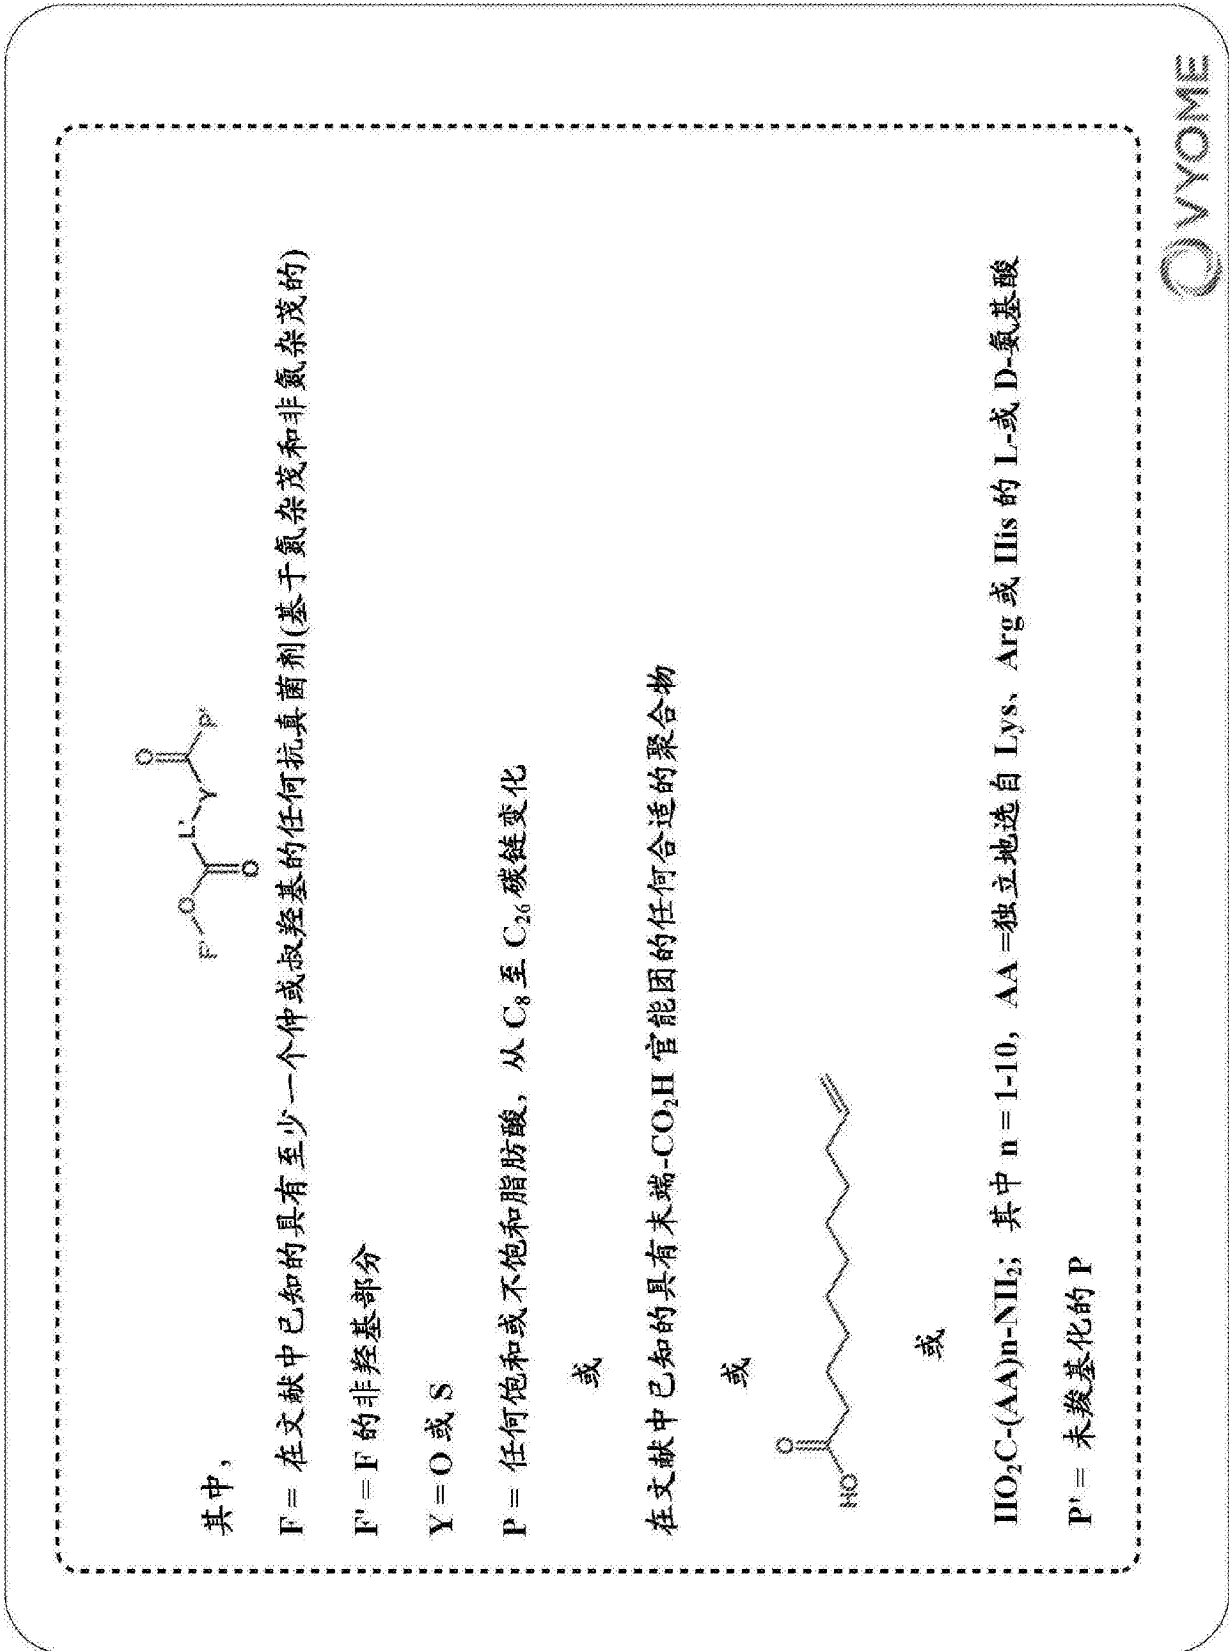 F' O O L' Y O P'
其中，
F = 在文献中已知的具有至少一个仲或叔羟基的任何抗真菌剂(基于氮杂茂和非氮杂茂的)
F' = F 的非羟基部分
Y = O 或 S
P = 任何饱和或不饱和脂肪酸，从 C₈ 至 C₂₆ 碳链变化
或
在文献中已知的具有末端-CO₂H 官能团的任何合适的聚合物
或
O HO
或
HO₂C-(AA)n-NH₂；其中 n = 1-10，AA =独立地选自 Lys、Arg 或 His 的 L-或 D-氨基酸
P' = 未羧基化的 P
VYOME